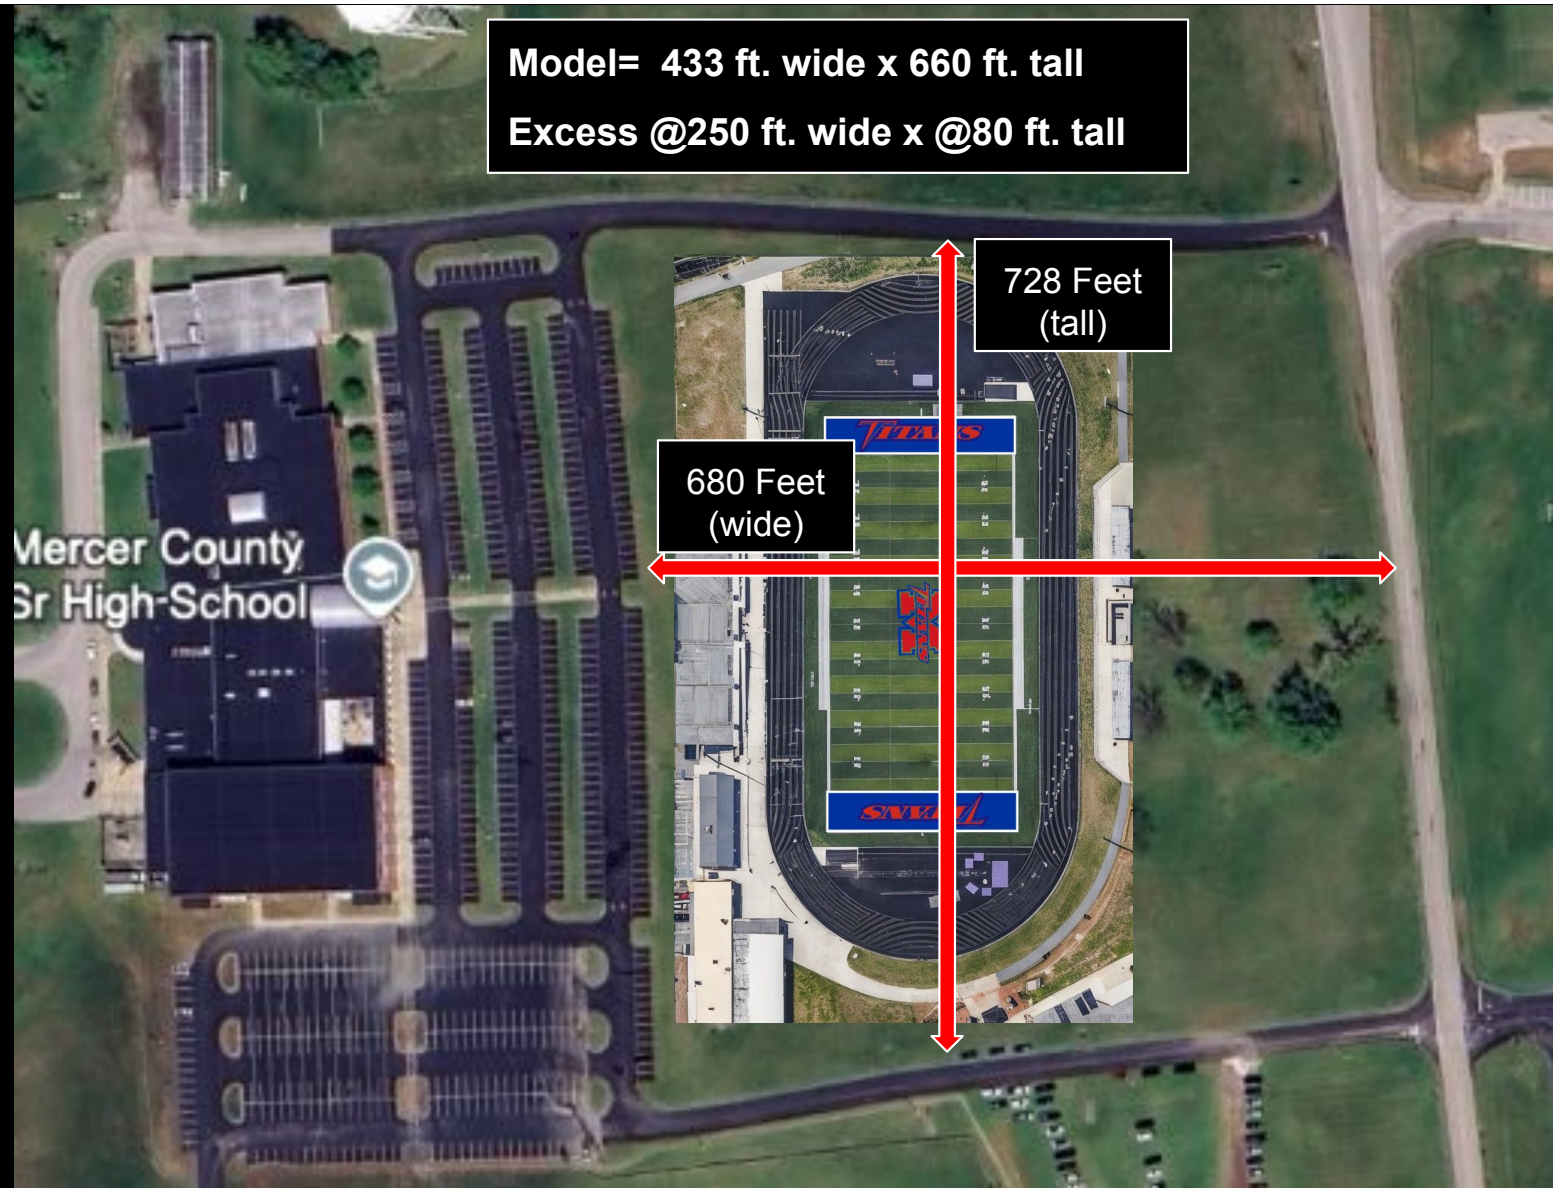 Model= 433 ft. wide x 660 ft. tall
Excess @250 ft. wide x @80 ft. tall
728 Feet
(tall)
TITANS
680 Feet
(wide)
Mercer County
Sr High-School
TITANS
M
TITANS